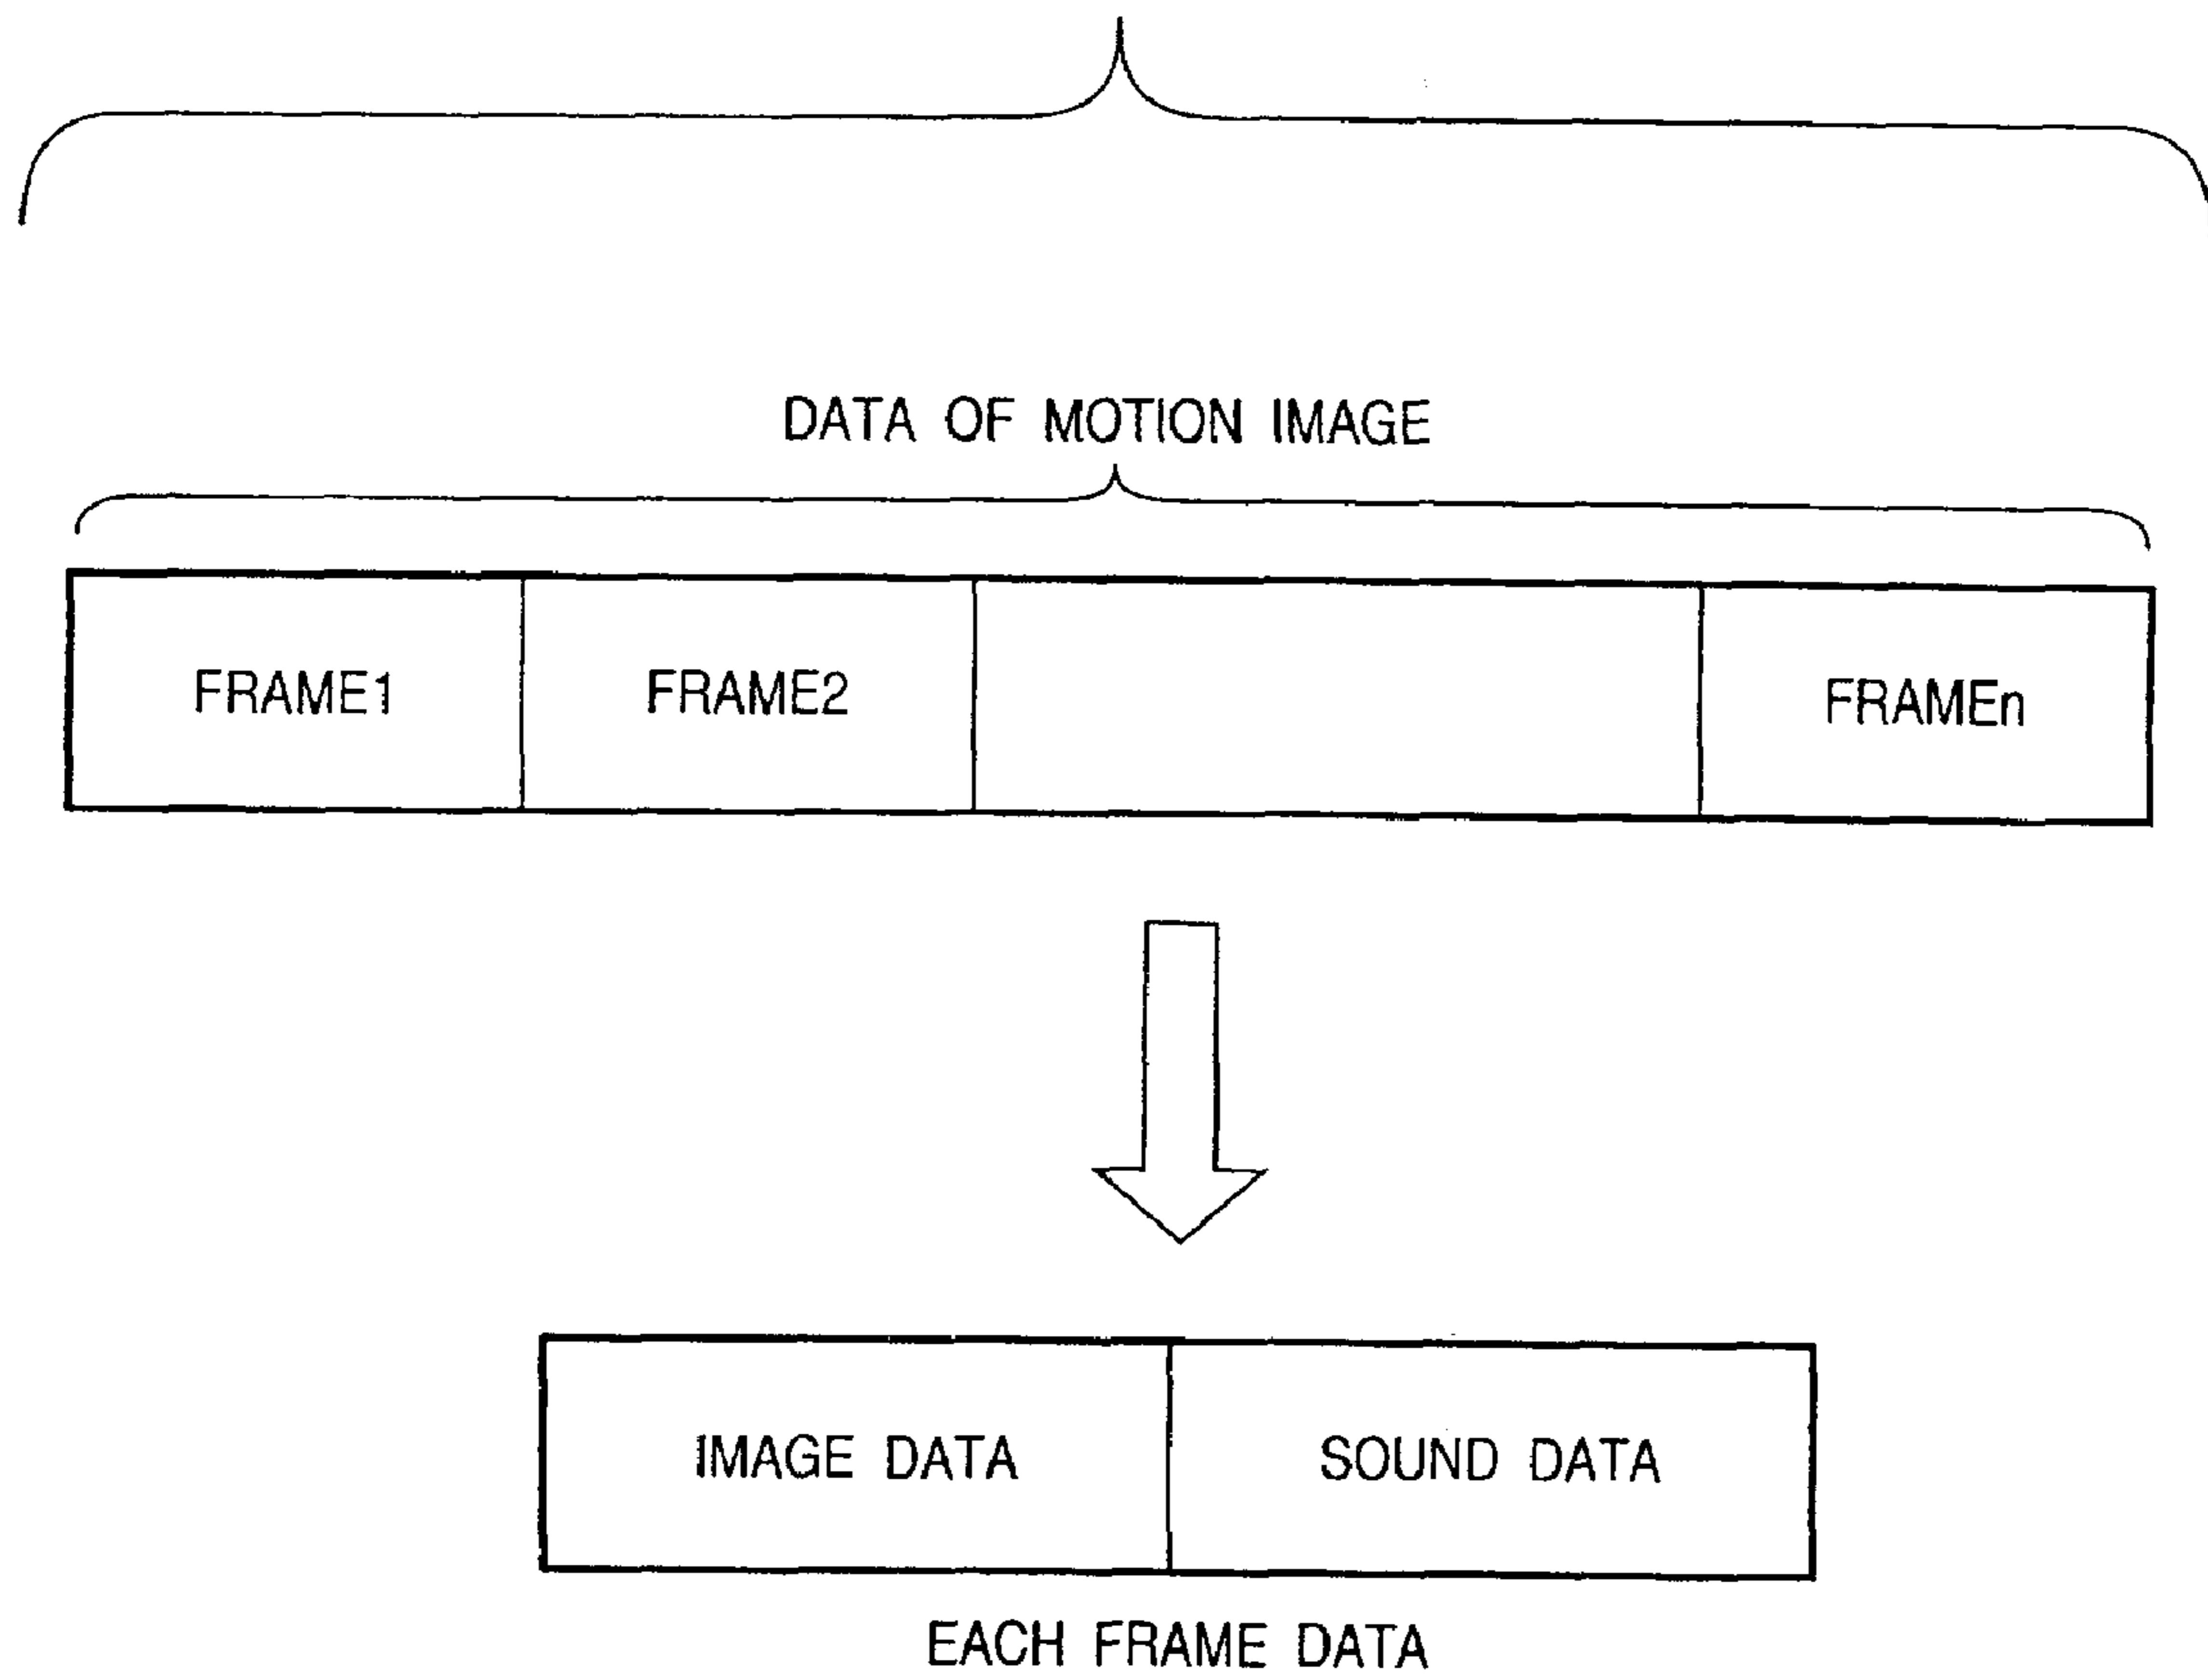 DATA OF MOTION IMAGE
FRAME1
FRAME2
FRAMEn
IMAGE DATA
SOUND DATA
EACH FRAME DATA